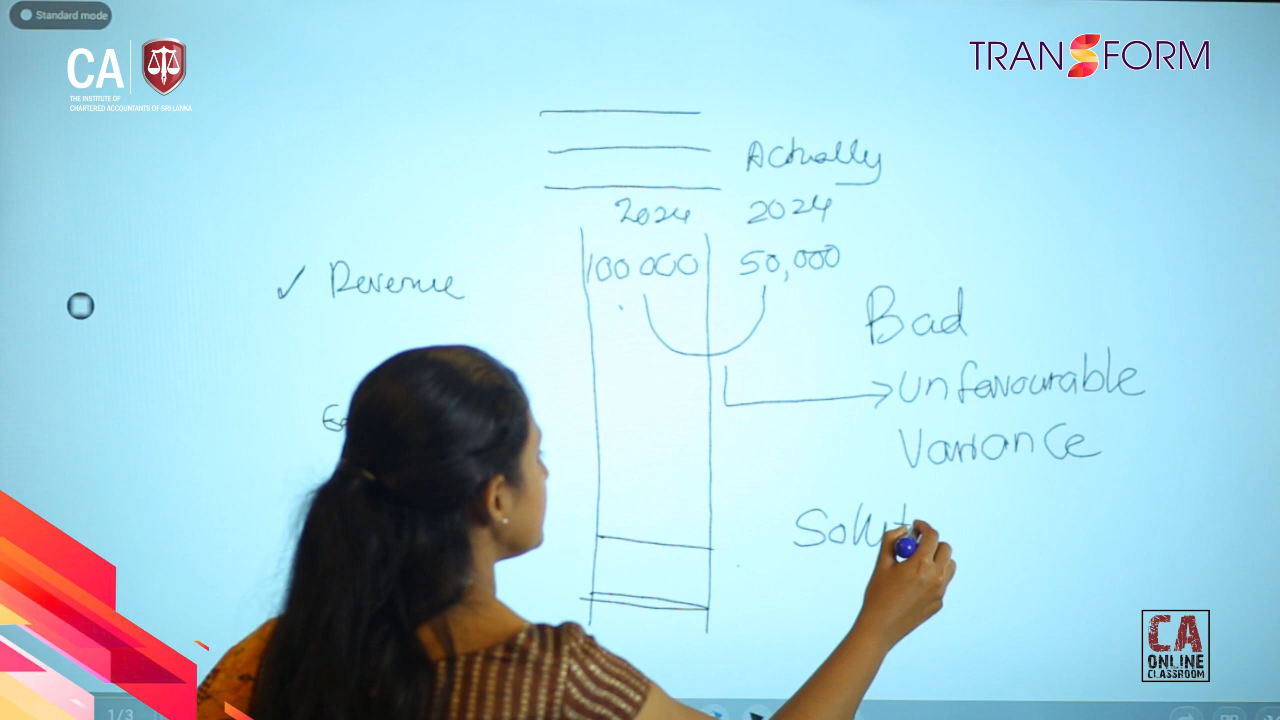 Standard mode
CA
THE INSTITUTE OF
CHARTERED ACCOUNTANTS OF SRI LANKA
TRANSFORM
Actually
2024 2024
✓ Revenue 100 000 50,000
Bad
Unfavourable
Variance
CA
ONLINE
CLASSROOM
1/3